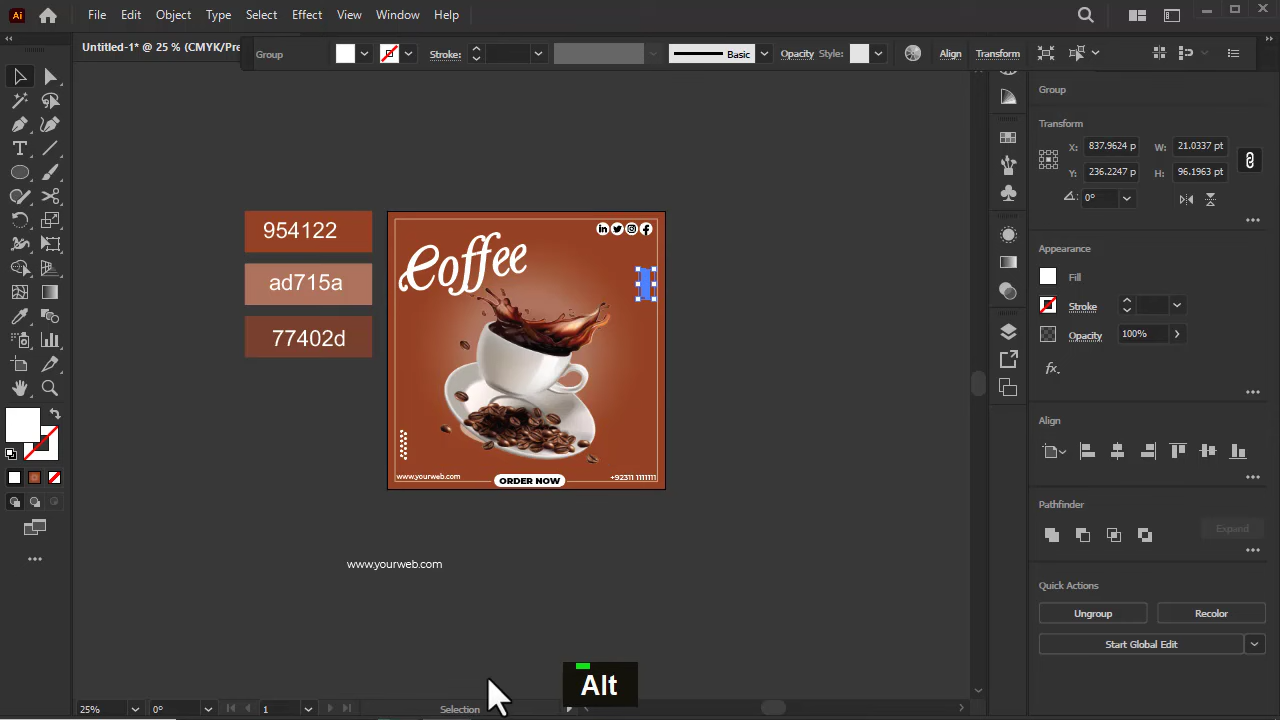 Ai File Edit Object Type Select Effect View Window Help
Untitled-1* @ 25 % (CMYK/Pre
Group Stroke: Basic Opacity Style: Align Transform
Group
Transform
X: 837.9624 p W: 21.0337 pt
Y: 236.2247 p H: 96.1963 pt
0°
Appearance
Fill
Stroke
Opacity 100%
fx.
Align
Pathfinder
Expand
Quick Actions
Ungroup Recolor
Start Global Edit
954122
ad715a
77402d
Coffee
www.yourweb.com ORDER NOW +92311 1111111
www.yourweb.com
Alt
25% 0° 1 Selection